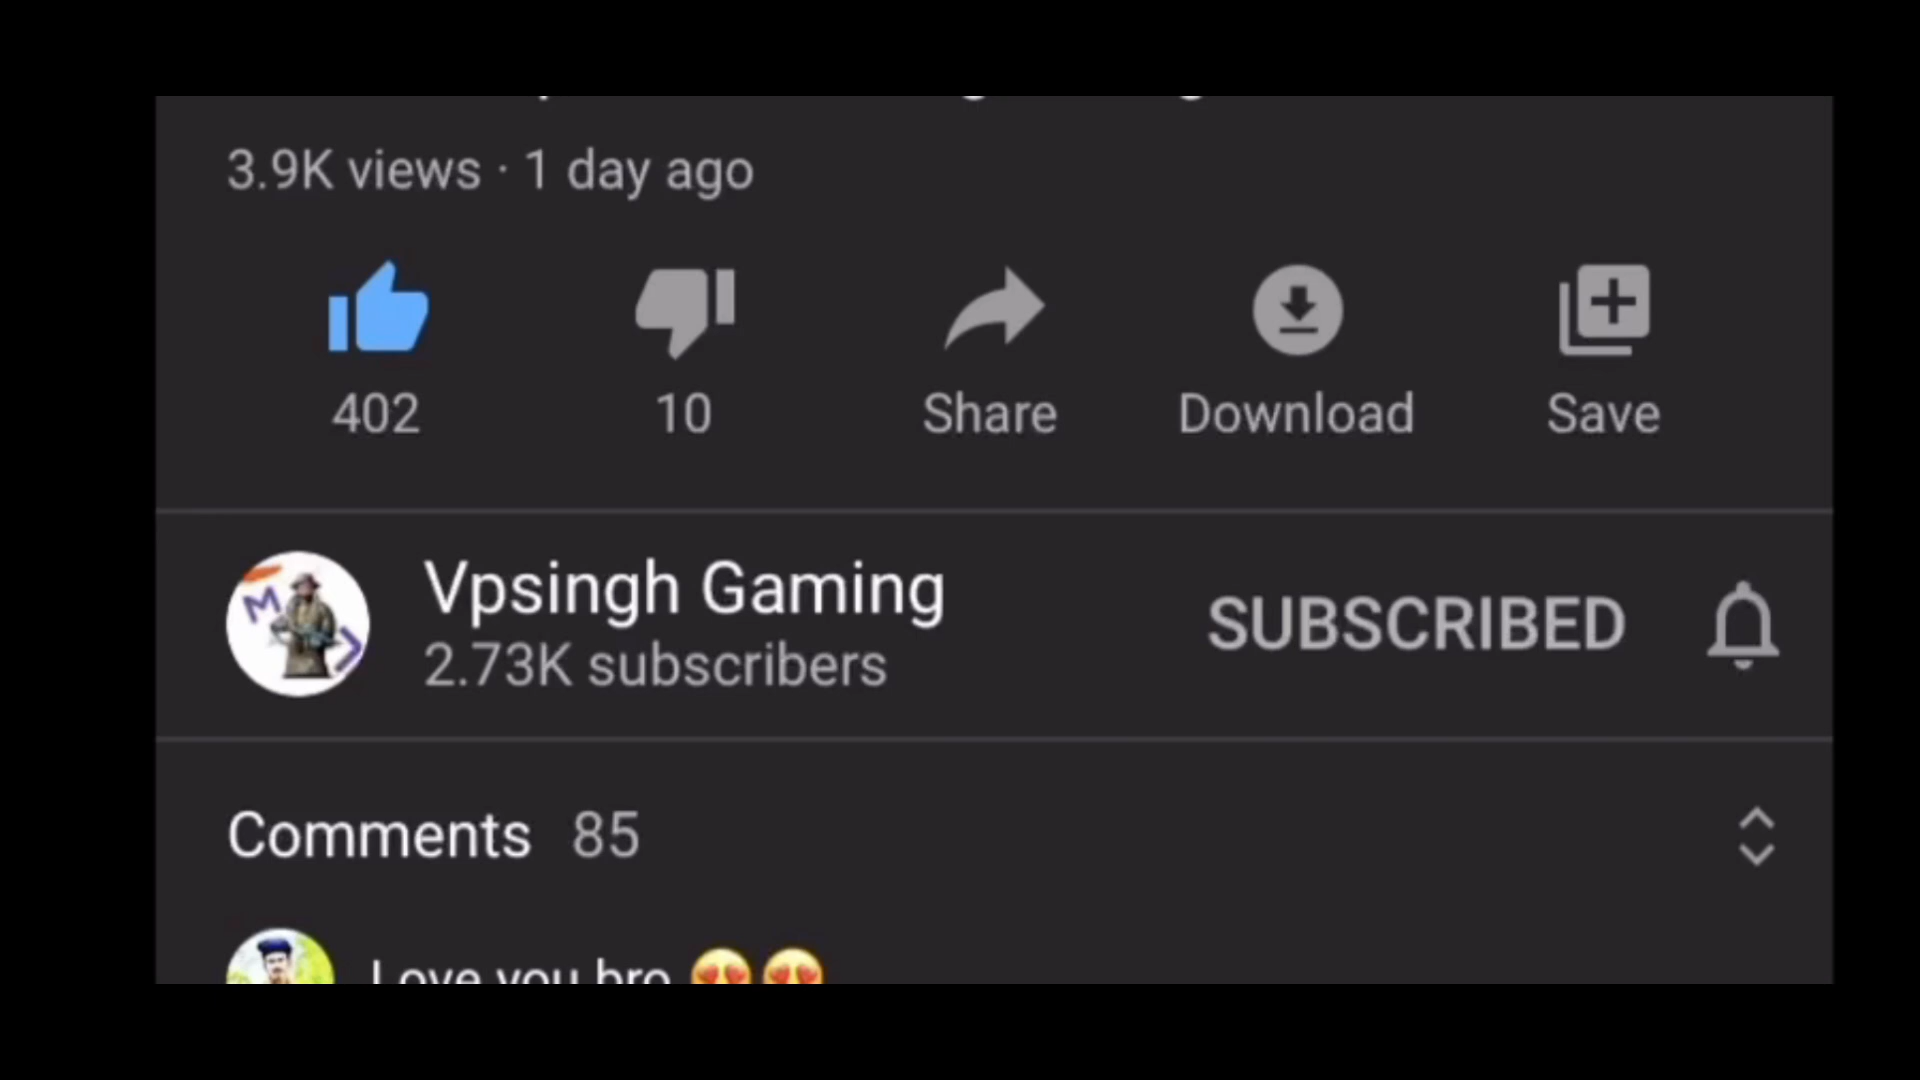 3.9K views · 1 day ago
402 10 Share Download Save
Vpsingh Gaming
2.73K subscribers
SUBSCRIBED
Comments 85
Love you bro 😍😍